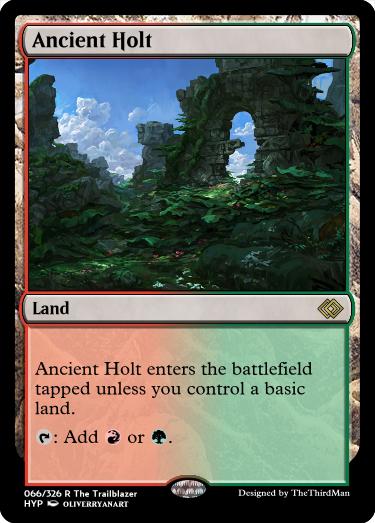 Ancient Holt
Land
Ancient Holt enters the battlefield
tapped unless you control a basic
land.
: Add or .
066/326 R The Trailblazer
HYP OLIVERRYANART
Designed by TheThirdMan